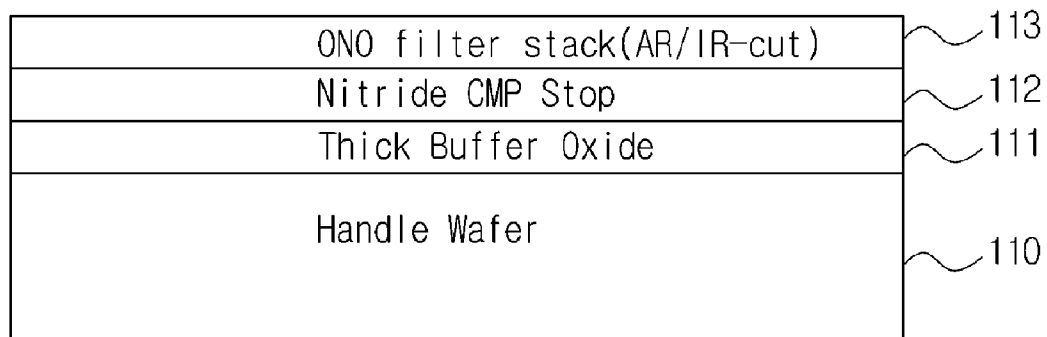 ONO filter stack(AR/IR-cut) 113
Nitride CMP Stop 112
Thick Buffer Oxide 111
Handle Wafer
110